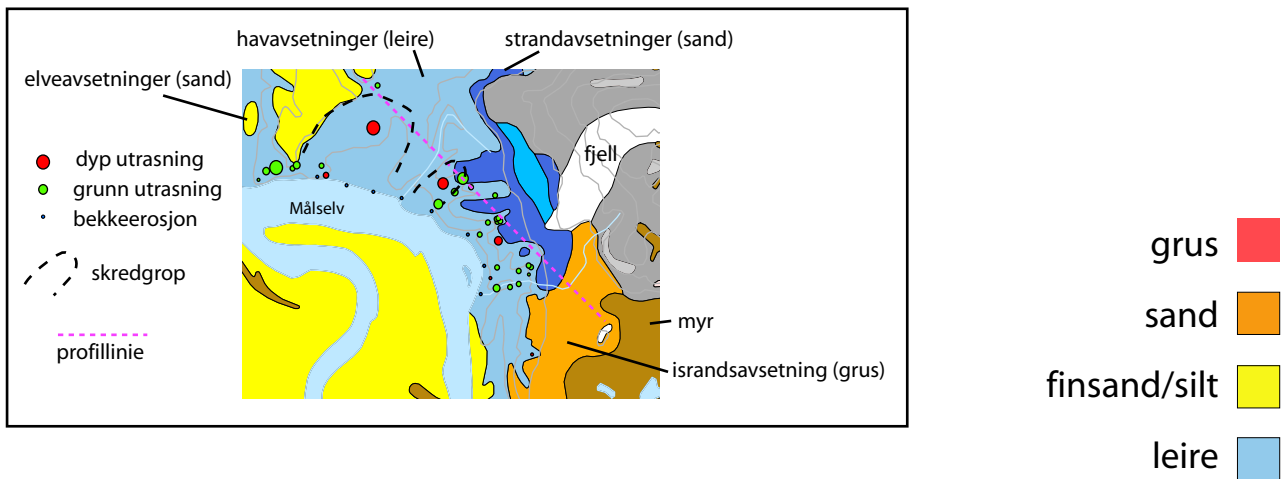 havavsetninger (leire)
strandavsetninger (sand)
elveavsetninger (sand)
dyp utrasning
grunn utrasning
bekkeerosjon
skredgrop
profillinie
Målselv
fjell
myr
israndsavsetning (grus)
grus
sand
finsand/silt
leire